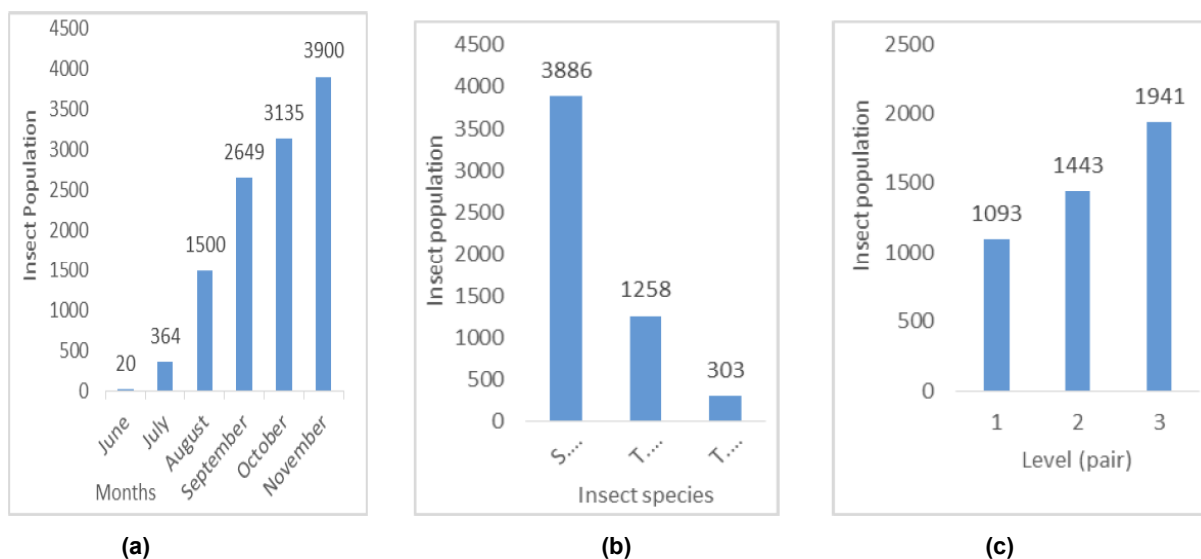 4500
4000
3500
3000
2500
2000
1500
1000
500
0
Insect Population
20
364
1500
2649
3135
3900
June
July
August
September
October
November
Months
(a)
4500
4000
3500
3000
2500
2000
1500
1000
500
0
Insect population
3886
1258
303
S....
T....
T....
Insect species
(b)
2500
2000
1500
1000
500
0
Insect population
1093
1443
1941
1
2
3
Level (pair)
(c)